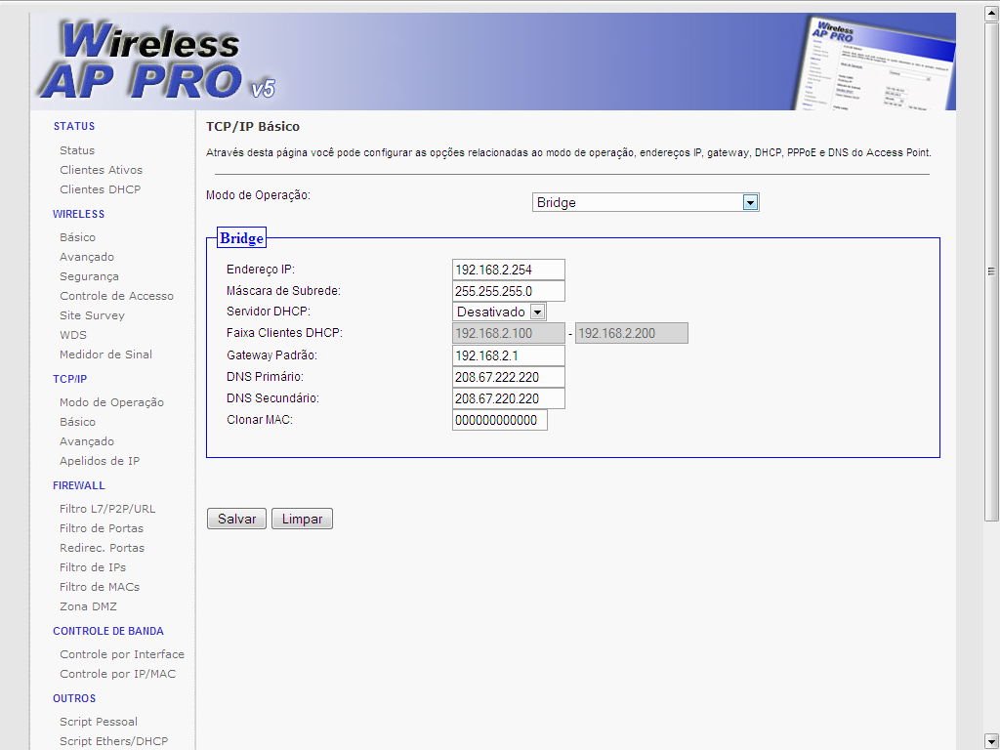 Wireless
AP PRO v5
Wireless
AP PRO
STATUS
Status
Clientes Ativos
Clientes DHCP
WIRELESS
Básico
Avançado
Segurança
Controle de Accesso
Site Survey
WDS
Medidor de Sinal
TCP/IP
Modo de Operação
Básico
Avançado
Apelidos de IP
FIREWALL
Filtro L7/P2P/URL
Filtro de Portas
Redirec. Portas
Filtro de IPs
Filtro de MACs
Zona DMZ
CONTROLE DE BANDA
Controle por Interface
Controle por IP/MAC
OUTROS
Script Pessoal
Script Ethers/DHCP
TCP/IP Básico
Através desta página você pode configurar as opções relacionadas ao modo de operação, endereços IP, gateway, DHCP, PPPoE e DNS do Access Point.
Modo de Operação: Bridge
Bridge
Endereço IP: 192.168.2.254
Máscara de Subrede: 255.255.255.0
Servidor DHCP: Desativado
Faixa Clientes DHCP: 192.168.2.100 - 192.168.2.200
Gateway Padrão: 192.168.2.1
DNS Primário: 208.67.222.220
DNS Secundário: 208.67.220.220
Clonar MAC: 000000000000
Salvar Limpar